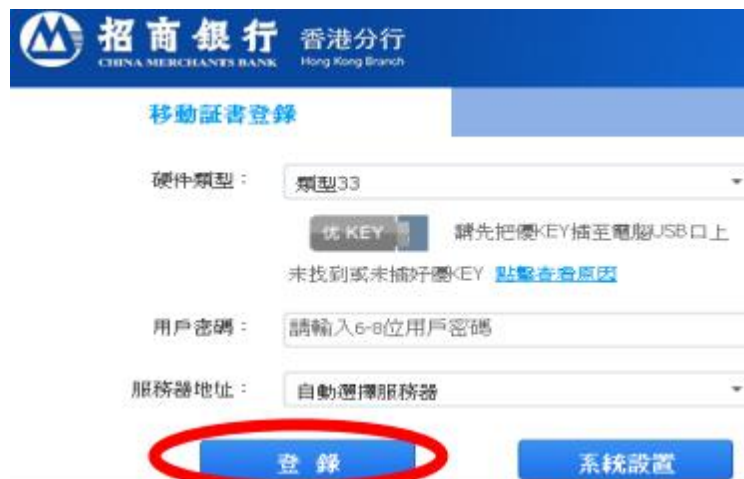 招商銀行 香港分行
CHINA MERCHANTS BANK Hong Kong Branch
移動証書登錄
硬件類型： 類型33
优 KEY 請先把優KEY插至電腦USB口上
未找到或未插好優KEY 點擊查看原因
用戶密碼： 請輸入6-8位用戶密碼
服務器地址： 自動選擇服務器
登 錄 系統設置